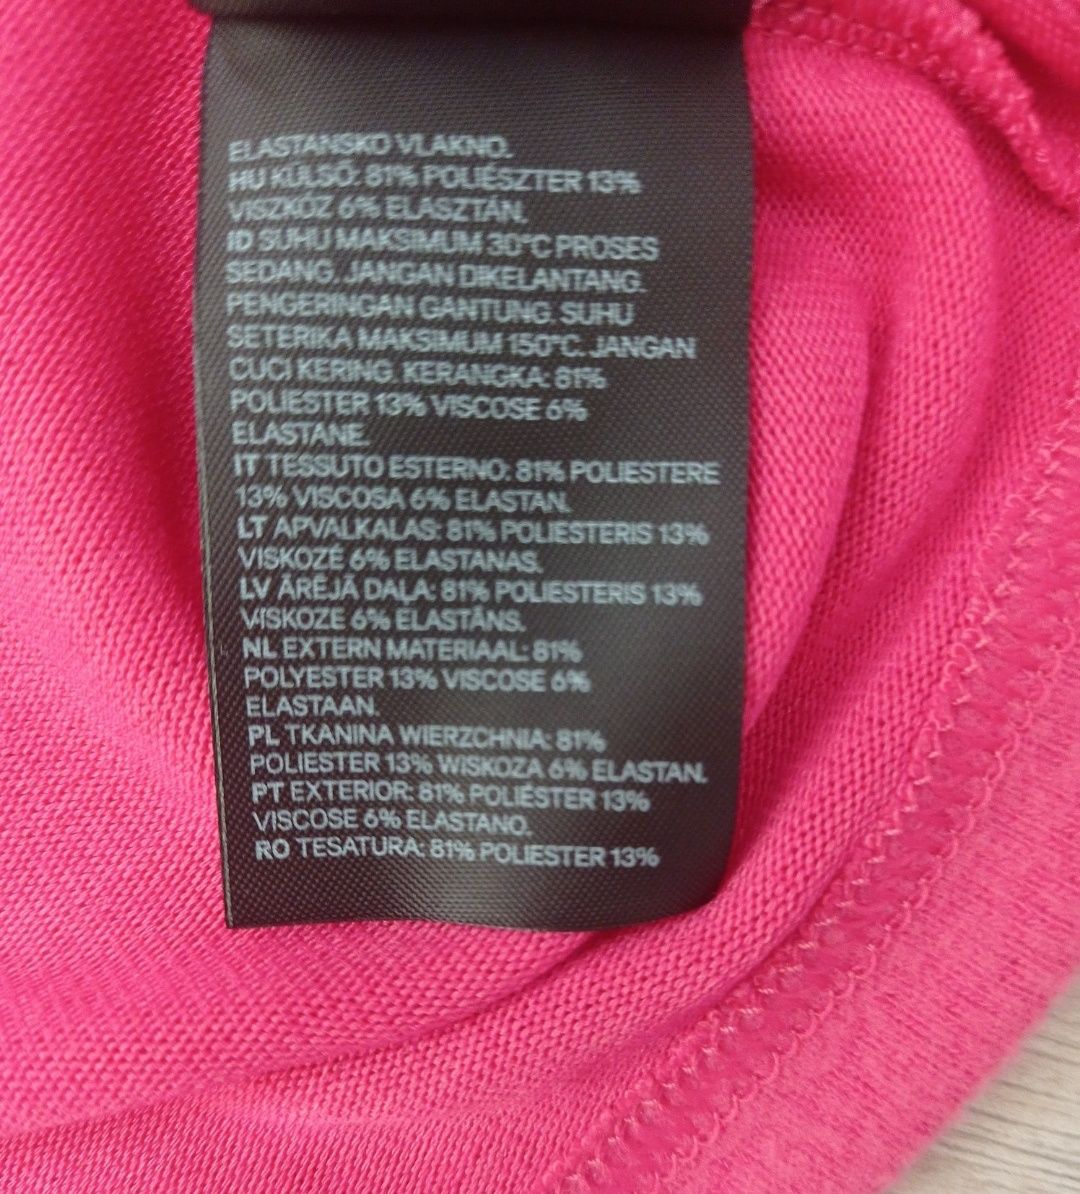 ELASTANSKO VLAKNO.
HU KÜLSŐ: 81% POLIÉSZTER 13%
VISZKÓZ 6% ELASZTÁN.
ID SUHU MAKSIMUM 30°C PROSES
SEDANG. JANGAN DIKELANTANG.
PENGERINGAN GANTUNG. SUHU
SETERIKA MAKSIMUM 150°C. JANGAN
CUCI KERING. KERANGKA: 81%
POLIESTER 13% VISCOSE 6%
ELASTANE.
IT TESSUTO ESTERNO: 81% POLIESTERE
13% VISCOSA 6% ELASTAN.
LT APVALKALAS: 81% POLIESTERIS 13%
VISKOZĖ 6% ELASTANAS.
LV ĀRĒJĀ DAĻA: 81% POLIESTERIS 13%
VISKOZE 6% ELASTĀNS.
NL EXTERN MATERIAAL: 81%
POLYESTER 13% VISCOSE 6%
ELASTAAN.
PL TKANINA WIERZCHNIA: 81%
POLIESTER 13% WISKOZA 6% ELASTAN.
PT EXTERIOR: 81% POLIÉSTER 13%
VISCOSE 6% ELASTANO.
RO TESATURA: 81% POLIESTER 13%